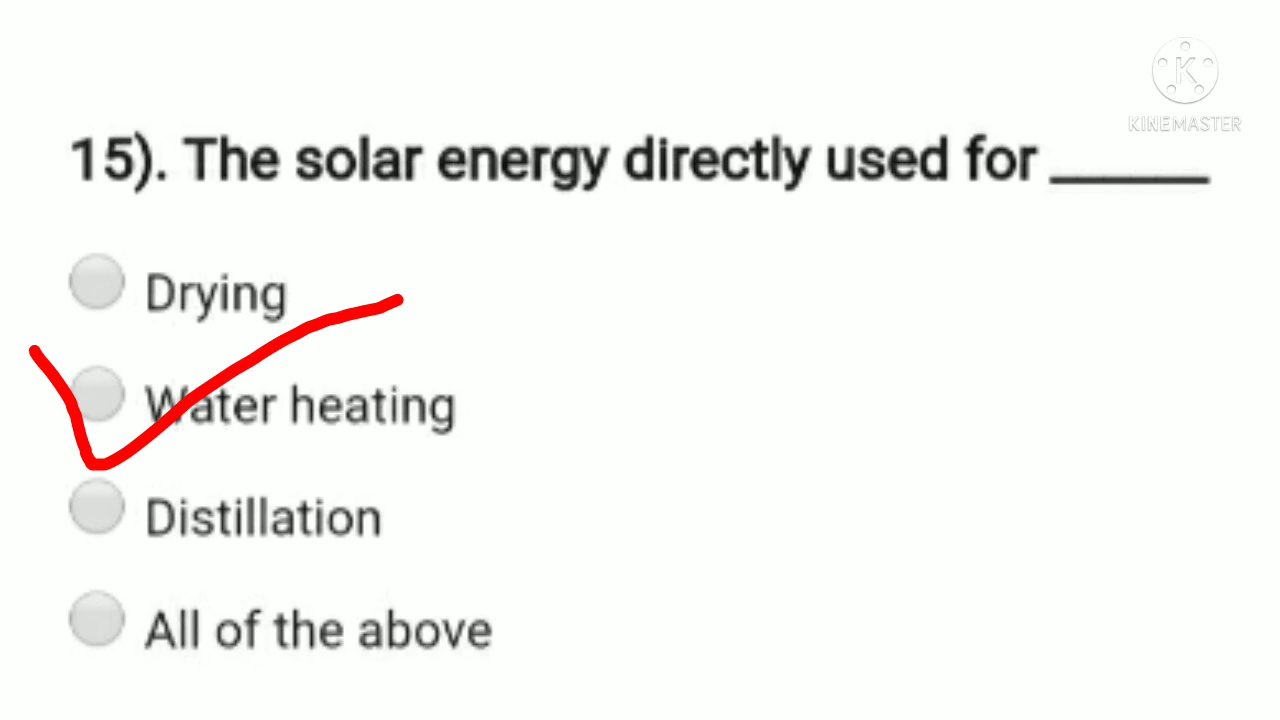 K
KINEMASTER
15). The solar energy directly used for ______
Drying
Water heating
Distillation
All of the above